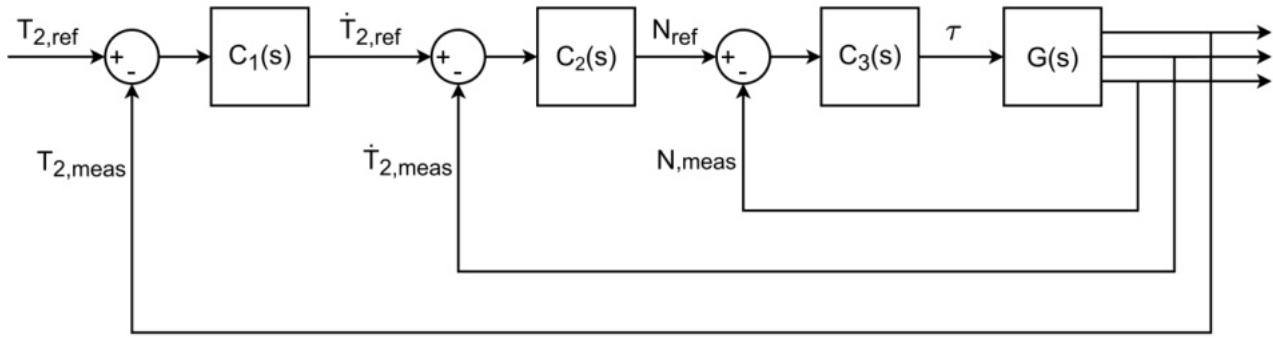 T2,ref
+
-
C1(s)
Ṫ2,ref
+
-
C2(s)
Nref
+
-
C3(s)
τ
G(s)
T2,meas
Ṫ2,meas
N,meas